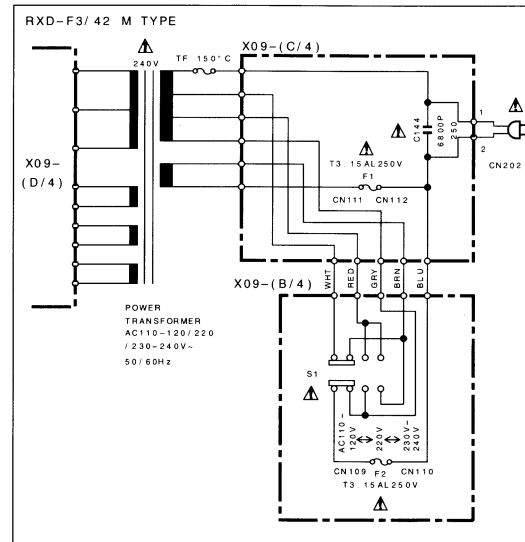 RXD-F3/42 M TYPE
240V
TF 150°C
X09-(C/4)
X09-
(D/4)
C144
6800P
250
1
2
CN202
T3.15AL250V
F1
CN111 CN112
WHT
RED
GRY
BRN
BLU
X09-(B/4)
POWER
TRANSFORMER
AC110-120/220
/230-240V~
50/60Hz
S1
AC110-
120V
220V
230V-
240V
CN109 F2 CN110
T3.15AL250V